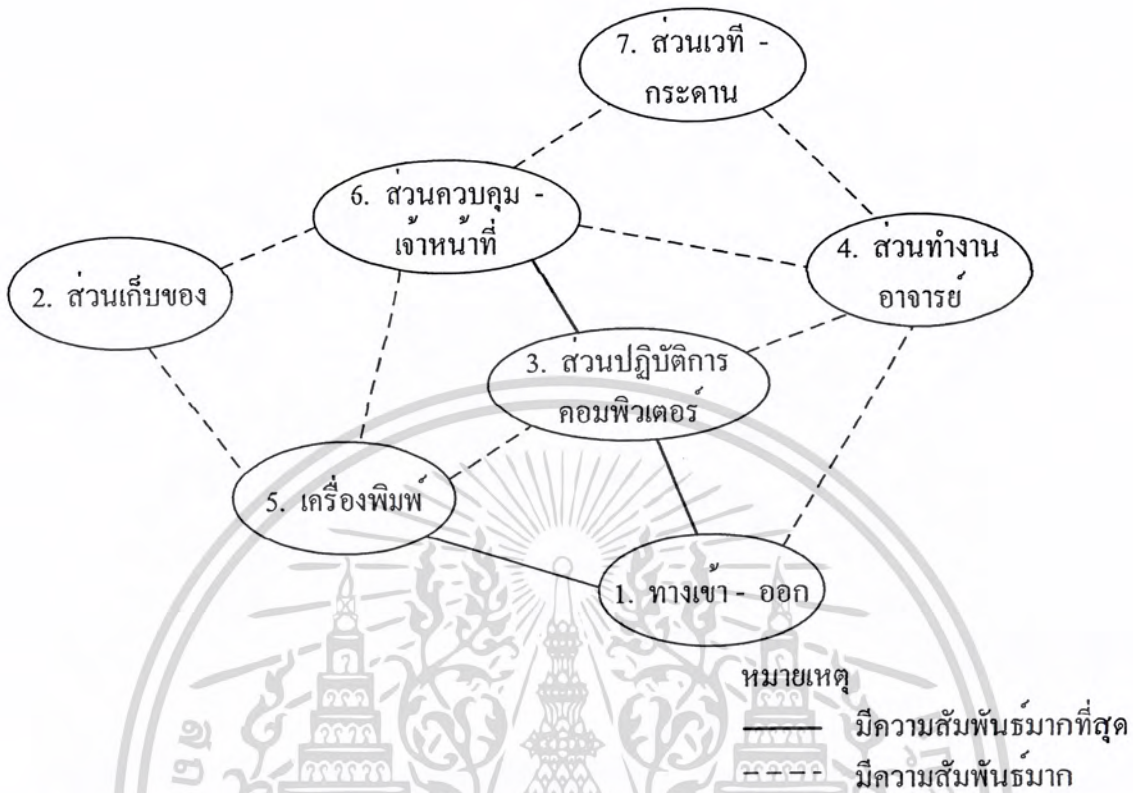 7. ส่วนเวที -
กระดาน
6. ส่วนควบคุม -
เจ้าหน้าที่
4. ส่วนทำงาน
อาจารย์
2. ส่วนเก็บของ
3. ส่วนปฏิบัติการ
คอมพิวเตอร์
5. เครื่องพิมพ์
1. ทางเข้า - ออก
หมายเหตุ
มีความสัมพันธ์มากที่สุด
มีความสัมพันธ์มาก